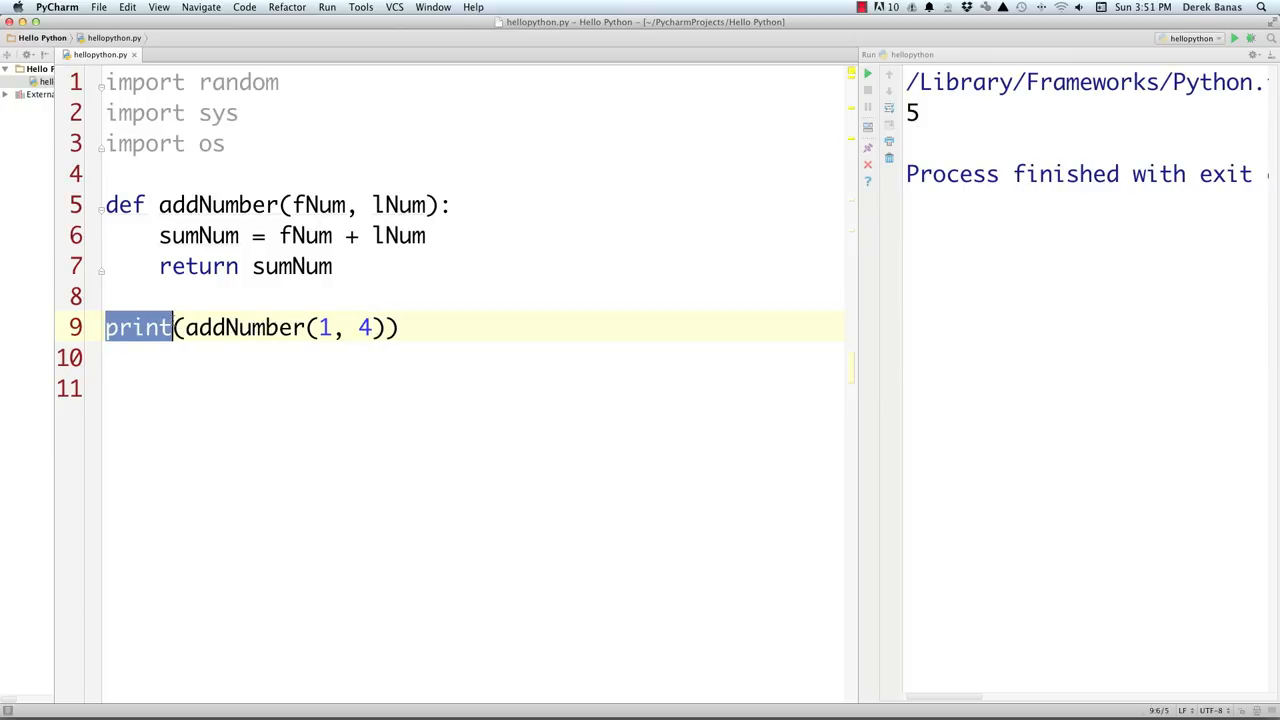 PyCharm File Edit View Navigate Code Refactor Run Tools VCS Window Help 10 Sun 3:51 PM Derek Banas
hellopython.py – Hello Python – [~/PycharmProjects/Hello Python]
Hello Python hellopython.py hellopython
hellopython.py Run hellopython
Hello P
hell
Extern
1 import random
2 import sys
3 import os
4
5 def addNumber(fNum, lNum):
6 sumNum = fNum + lNum
7 return sumNum
8
9 print(addNumber(1, 4))
10
11
/Library/Frameworks/Python.
5
Process finished with exit
9:6/5 LF UTF-8